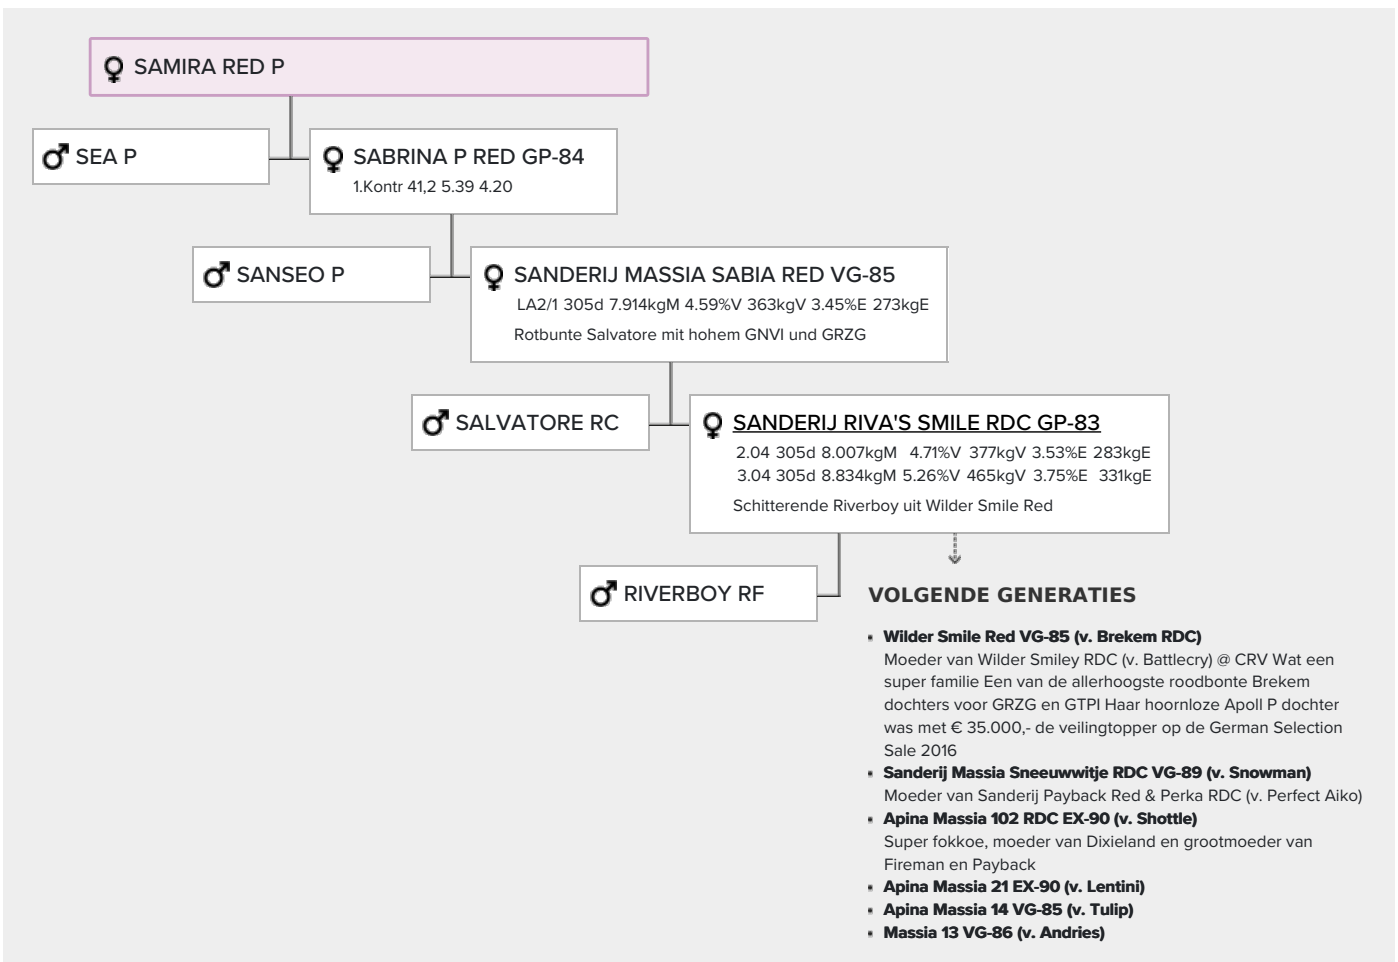 SAMIRA RED P
SEA P
SABRINA P RED GP-84
1.Kontr 41,2 5.39 4.20
SANSEO P
SANDERIJ MASSIA SABIA RED VG-85
LA2/1 305d 7.914kgM 4.59%V 363kgV 3.45%E 273kgE
Rotbunte Salvatore mit hohem GNVI und GRZG
SALVATORE RC
SANDERIJ RIVA'S SMILE RDC GP-83
2.04 305d 8.007kgM 4.71%V 377kgV 3.53%E 283kgE
3.04 305d 8.834kgM 5.26%V 465kgV 3.75%E 331kgE
Schitterende Riverboy uit Wilder Smile Red
RIVERBOY RF
VOLGENDE GENERATIES
Wilder Smile Red VG-85 (v. Brekem RDC)
Moeder van Wilder Smiley RDC (v. Battlecry) @ CRV Wat een
super familie Een van de allerhoogste roodbonte Brekem
dochters voor GRZG en GTPI Haar hoornloze Apoll P dochter
was met € 35.000,- de veilingtopper op de German Selection
Sale 2016
Sanderij Massia Sneeuwwitje RDC VG-89 (v. Snowman)
Moeder van Sanderij Payback Red & Perka RDC (v. Perfect Aiko)
Apina Massia 102 RDC EX-90 (v. Shottle)
Super fokkoe, moeder van Dixieland en grootmoeder van
Fireman en Payback
Apina Massia 21 EX-90 (v. Lentini)
Apina Massia 14 VG-85 (v. Tulip)
Massia 13 VG-86 (v. Andries)